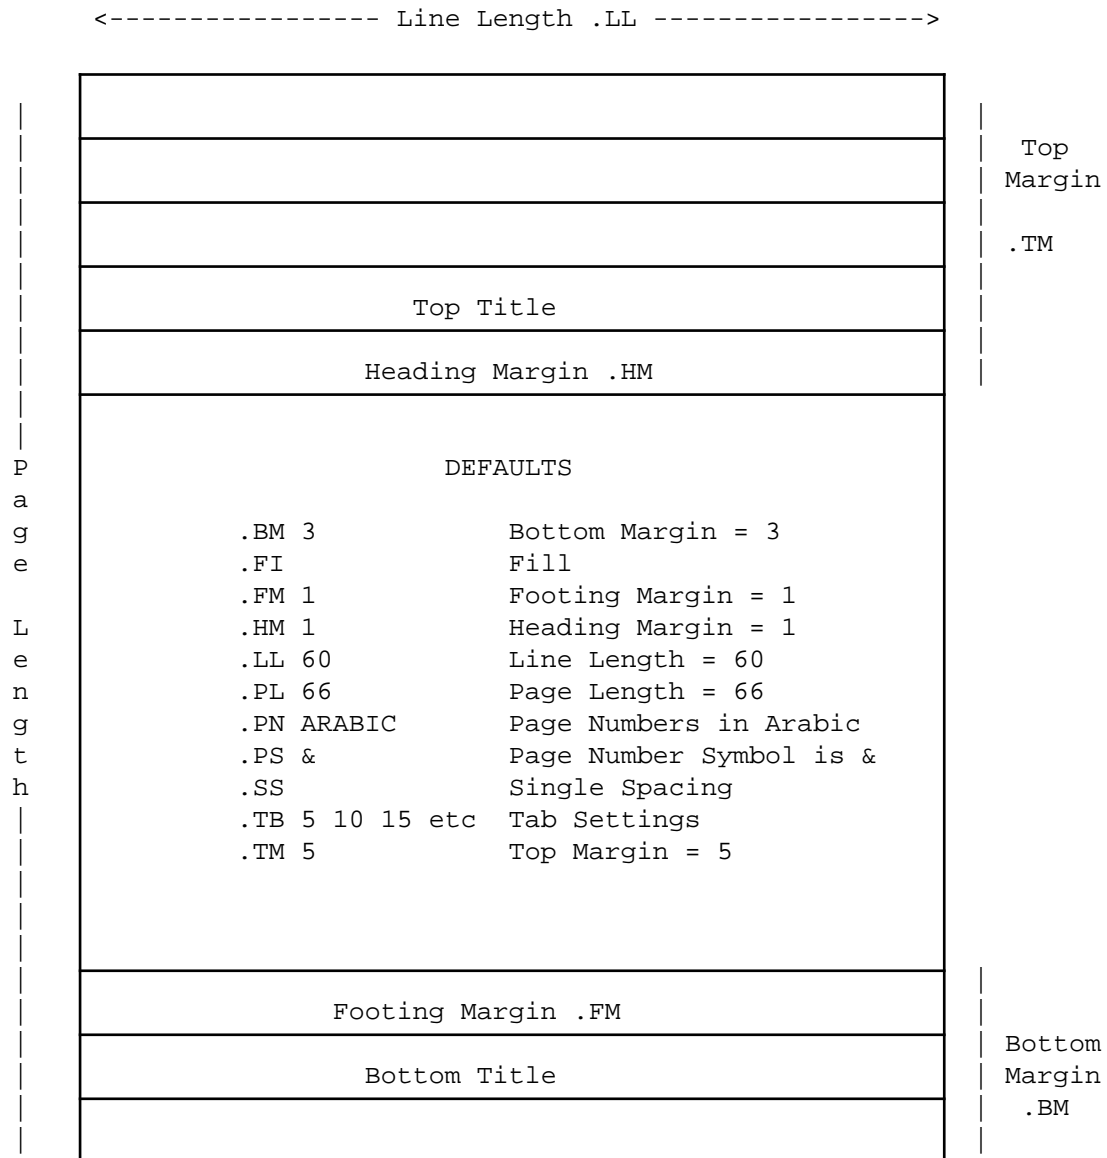 <----------------- Line Length .LL ----------------->
Top
Margin
.TM
Top Title
Heading Margin .HM
Page Length
DEFAULTS
.BM 3 Bottom Margin = 3
.FI Fill
.FM 1 Footing Margin = 1
.HM 1 Heading Margin = 1
.LL 60 Line Length = 60
.PL 66 Page Length = 66
.PN ARABIC Page Numbers in Arabic
.PS & Page Number Symbol is &
.SS Single Spacing
.TB 5 10 15 etc Tab Settings
.TM 5 Top Margin = 5
Footing Margin .FM
Bottom Title
Bottom
Margin
.BM